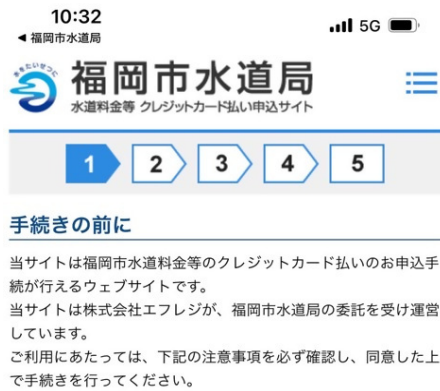 10:32
5G
◀ 福岡市水道局
水をたいせつに
福岡市水道局
水道料金等 クレジットカード払い申込サイト
1 2 3 4 5
手続きの前に
当サイトは福岡市水道料金等のクレジットカード払いのお申込手
続が行えるウェブサイトです。
当サイトは株式会社エフレジが、福岡市水道局の委託を受け運営
しています。
ご利用にあたっては、下記の注意事項を必ず確認し、同意した上
で手続きを行ってください。